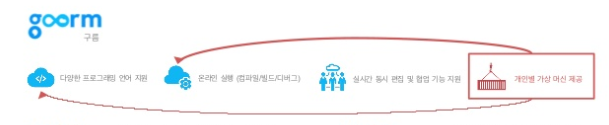 goorm
구름
다양한 프로그래밍 언어 지원
온라인 실행 (컴파일/빌드/디버그)
실시간 동시 편집 및 협업 기능 지원
개인별 가상 머신 제공